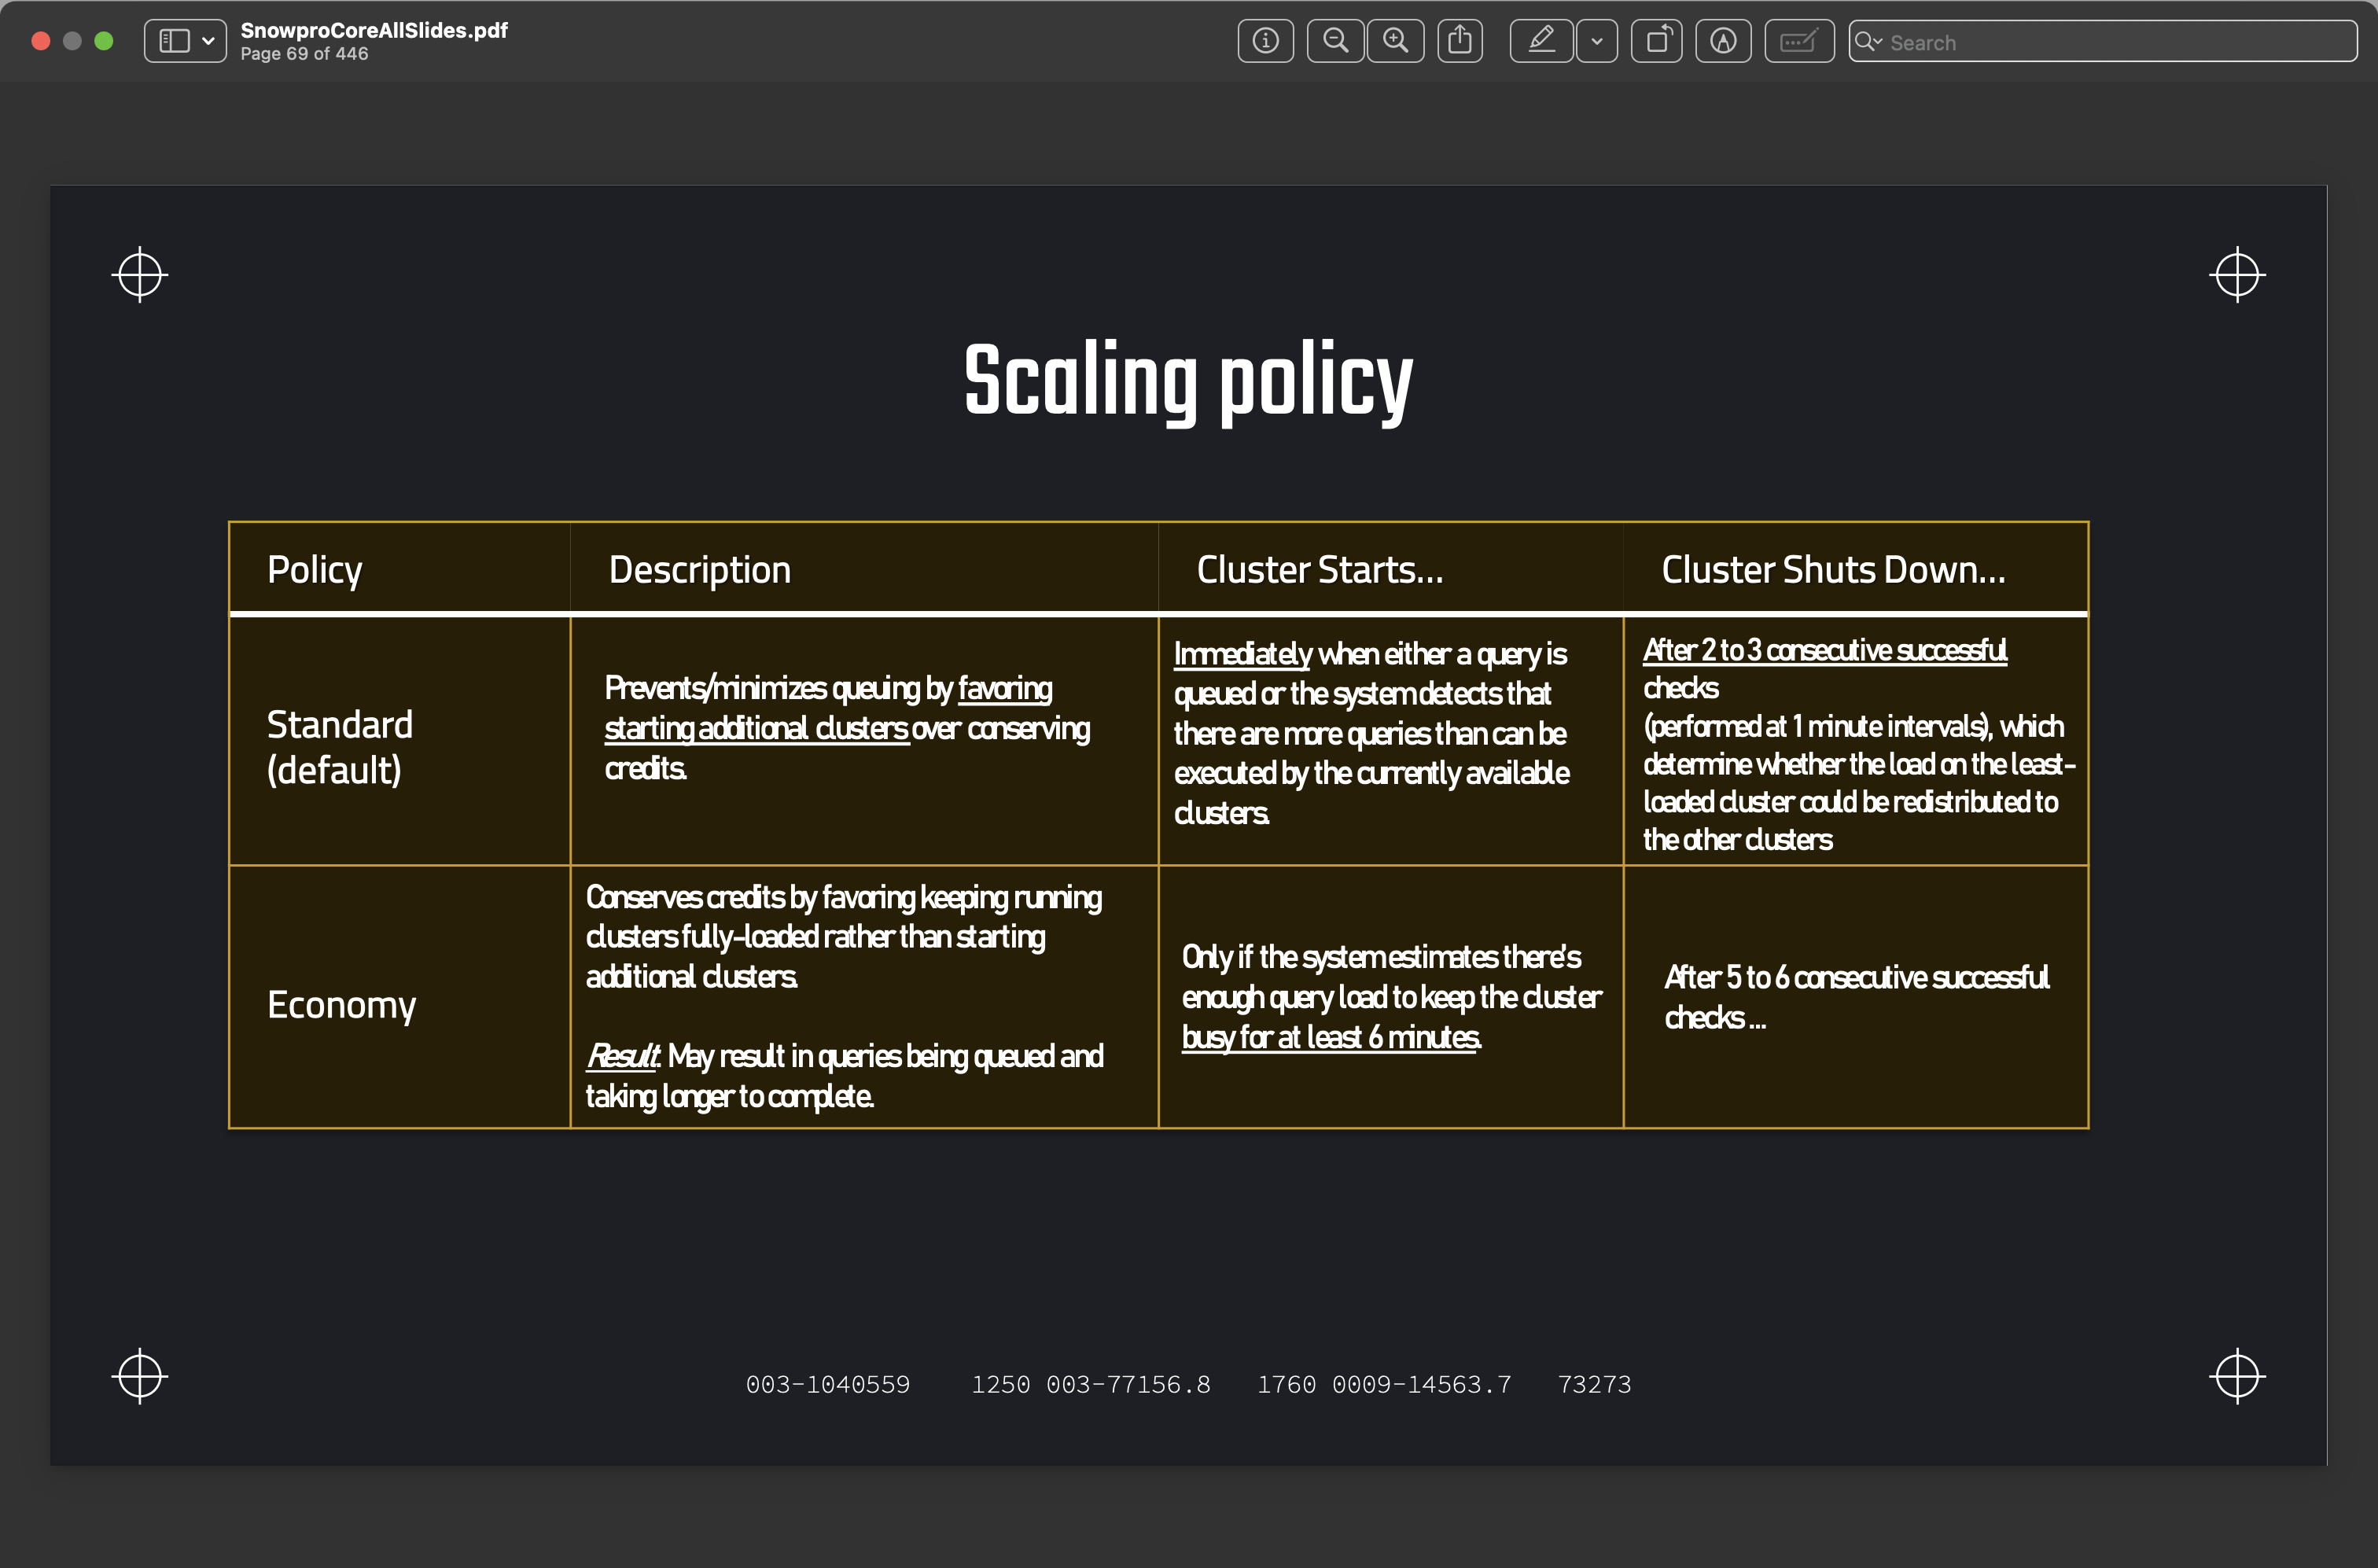 SnowproCoreAllSlides.pdf
Page 69 of 446
Search
Scaling policy
Policy
Description
Cluster Starts...
Cluster Shuts Down...
Standard
(default)
Prevents/minimizes queuing by favoring
starting additional clusters over conserving
credits.
Immediately when either a query is
queued or the system detects that
there are more queries than can be
executed by the currently available
clusters.
After 2 to 3 consecutive successful
checks
(performed at 1 minute intervals), which
determine whether the load on the least-
loaded cluster could be redistributed to
the other clusters
Economy
Conserves credits by favoring keeping running
clusters fully-loaded rather than starting
additional clusters.
Result: May result in queries being queued and
taking longer to complete.
Only if the system estimates there's
enough query load to keep the cluster
busy for at least 6 minutes.
After 5 to 6 consecutive successful
checks ...
003-1040559 1250 003-77156.8 1760 0009-14563.7 73273